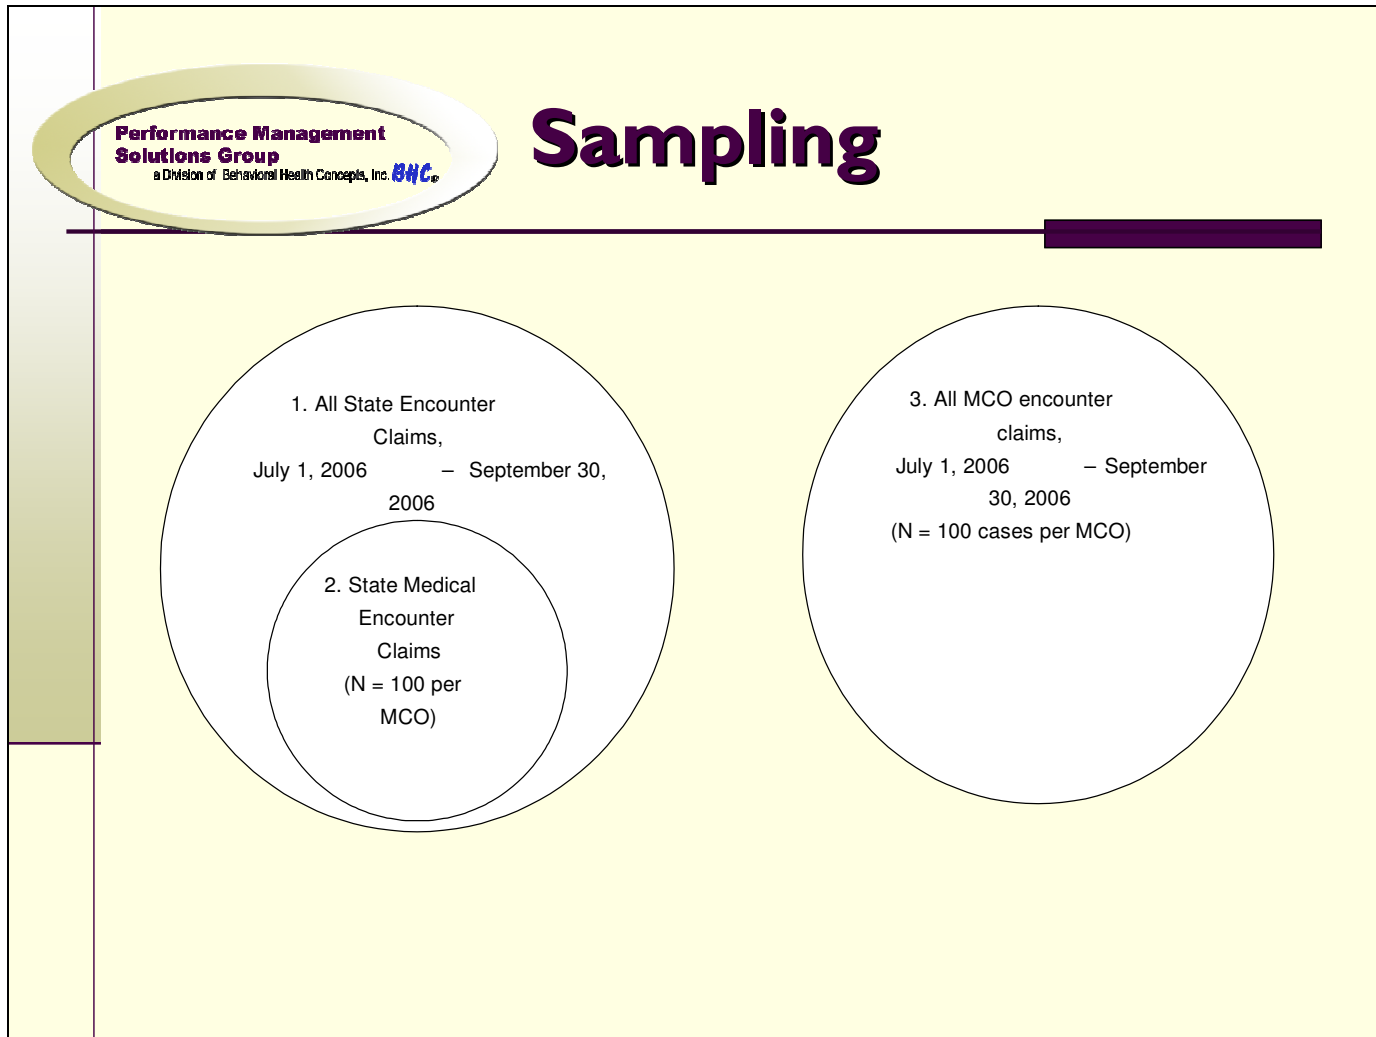 Performance Management
Solutions Group
a Division of Behavioral Health Concepts, Inc. BHC®
Sampling
1. All State Encounter
Claims,
July 1, 2006 – September 30,
2006
2. State Medical
Encounter
Claims
(N = 100 per
MCO)
3. All MCO encounter
claims,
July 1, 2006 – September
30, 2006
(N = 100 cases per MCO)